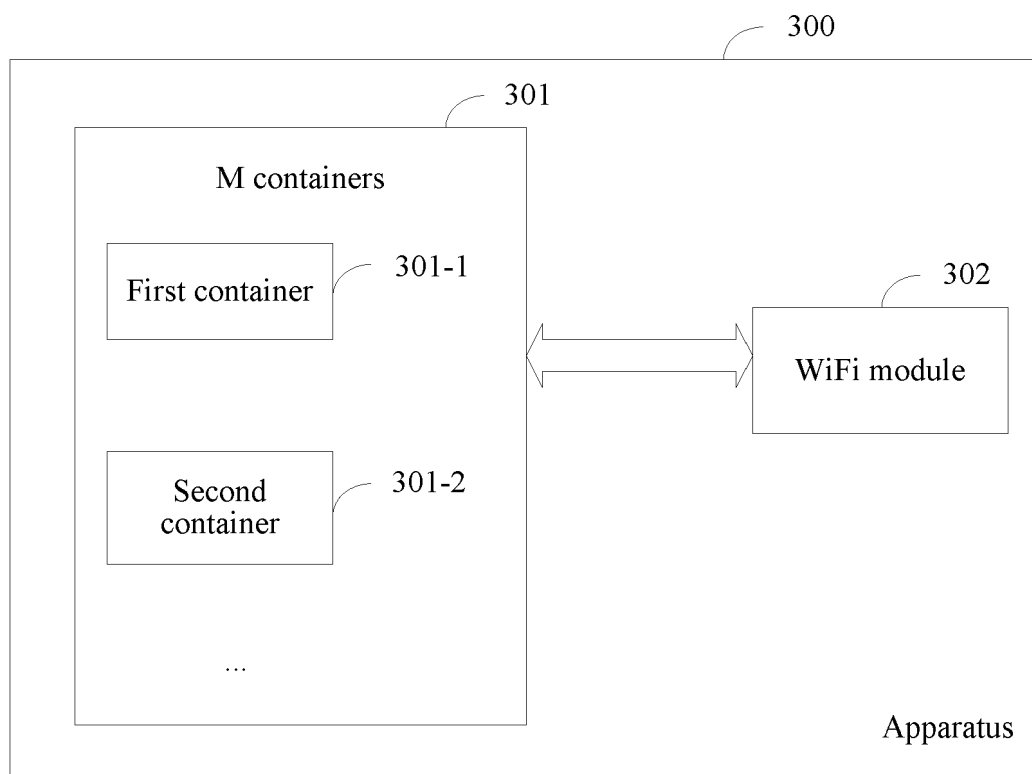 300
301
M containers
First container
301-1
302
WiFi module
Second
container
301-2
...
Apparatus